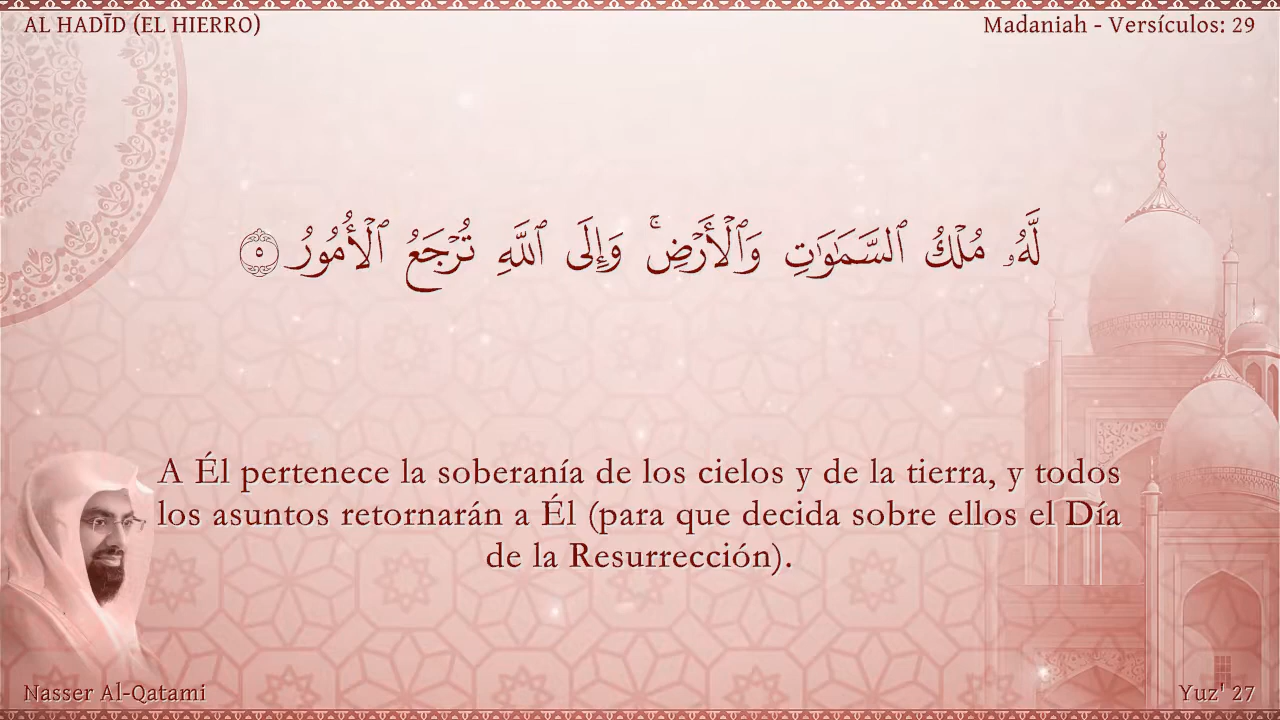 AL HADĪD (EL HIERRO)
Madaniah - Versículos: 29
لَّهُۥ مُلۡكُ ٱلسَّمَٰوَٰتِ وَٱلۡأَرۡضِۚ وَإِلَى ٱللَّهِ تُرۡجَعُ ٱلۡأُمُورُ ٥
A Él pertenece la soberanía de los cielos y de la tierra, y todos
los asuntos retornarán a Él (para que decida sobre ellos el Día
de la Resurrección).
Nasser Al-Qatami
Yuz' 27